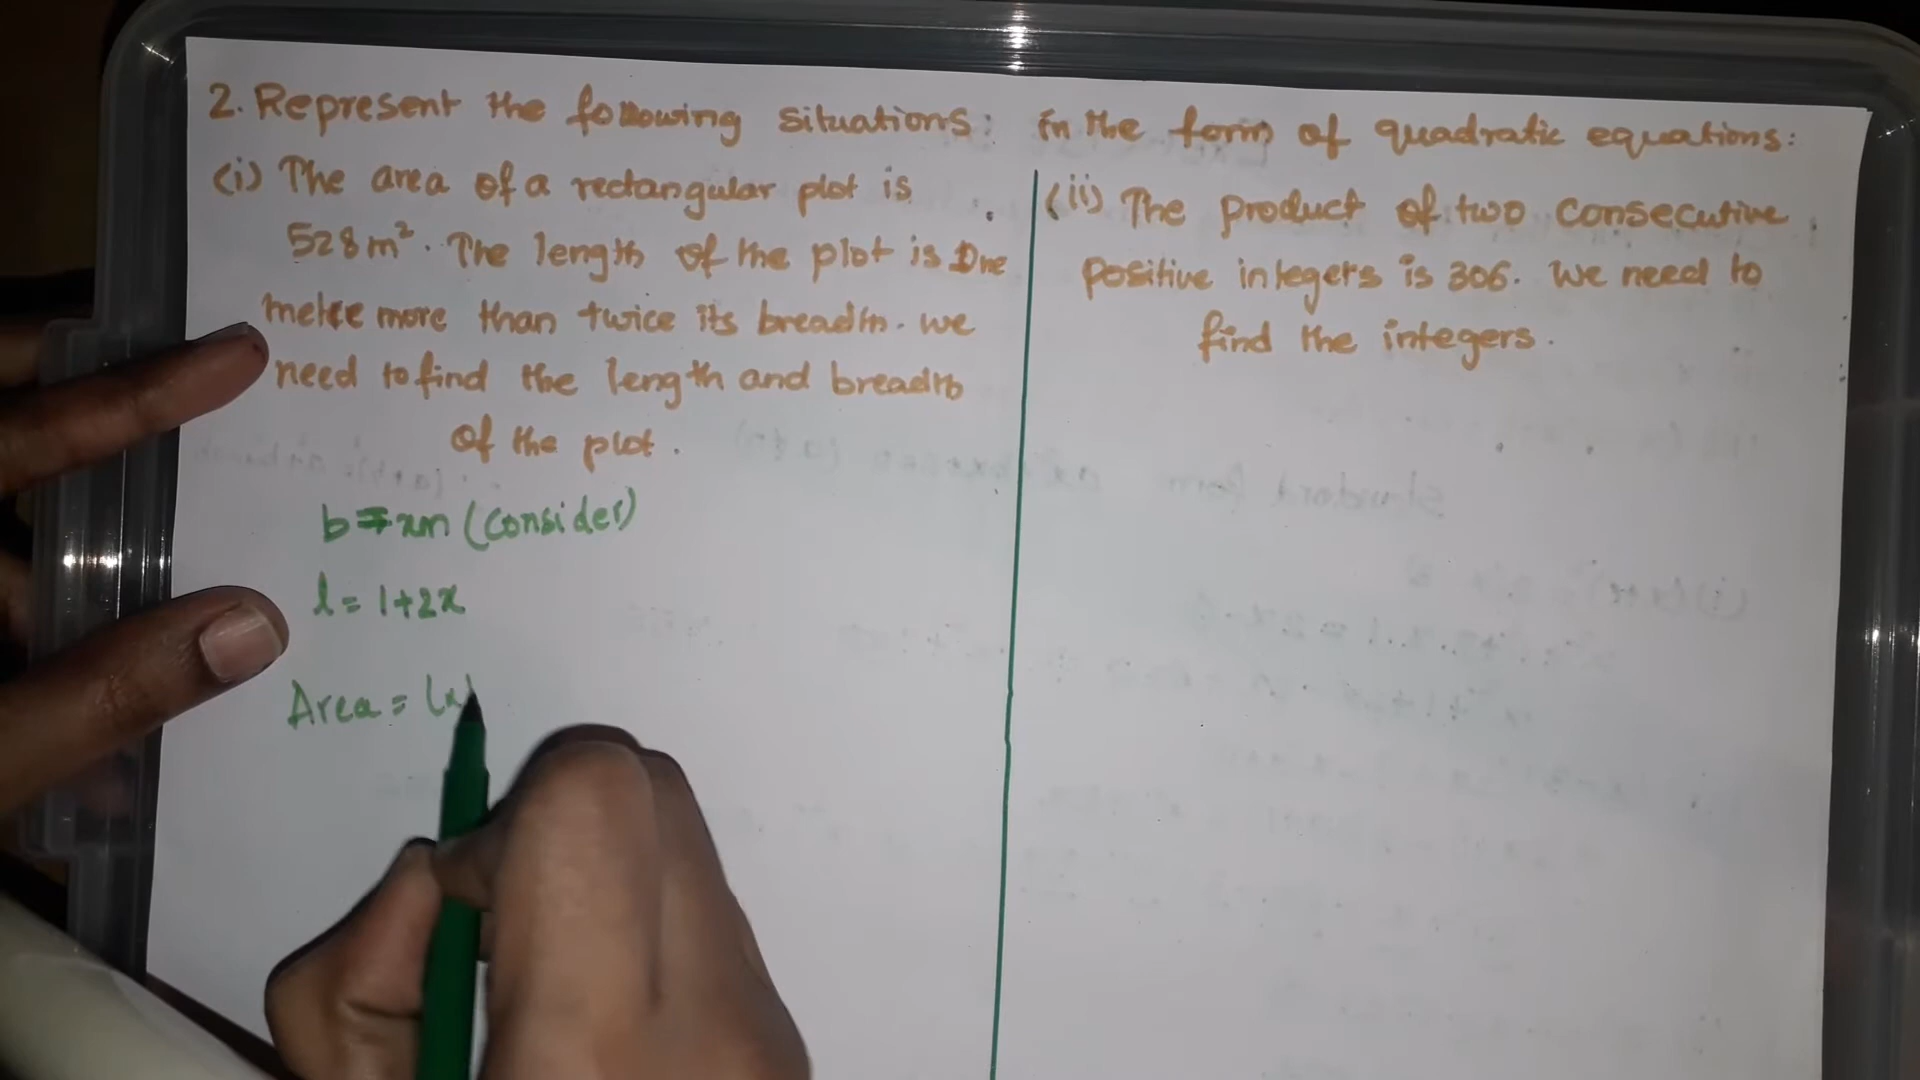 2. Represent the following situations: in the form of quadratic equations:
(i) The area of a rectangular plot is
528 m². The length of the plot is One
metre more than twice its breadth. we
need to find the length and breadth
of the plot.
b = xm (consider)
l = 1+2x
Area = l×b
(ii) The product of two consecutive
positive integers is 306. We need to
find the integers.